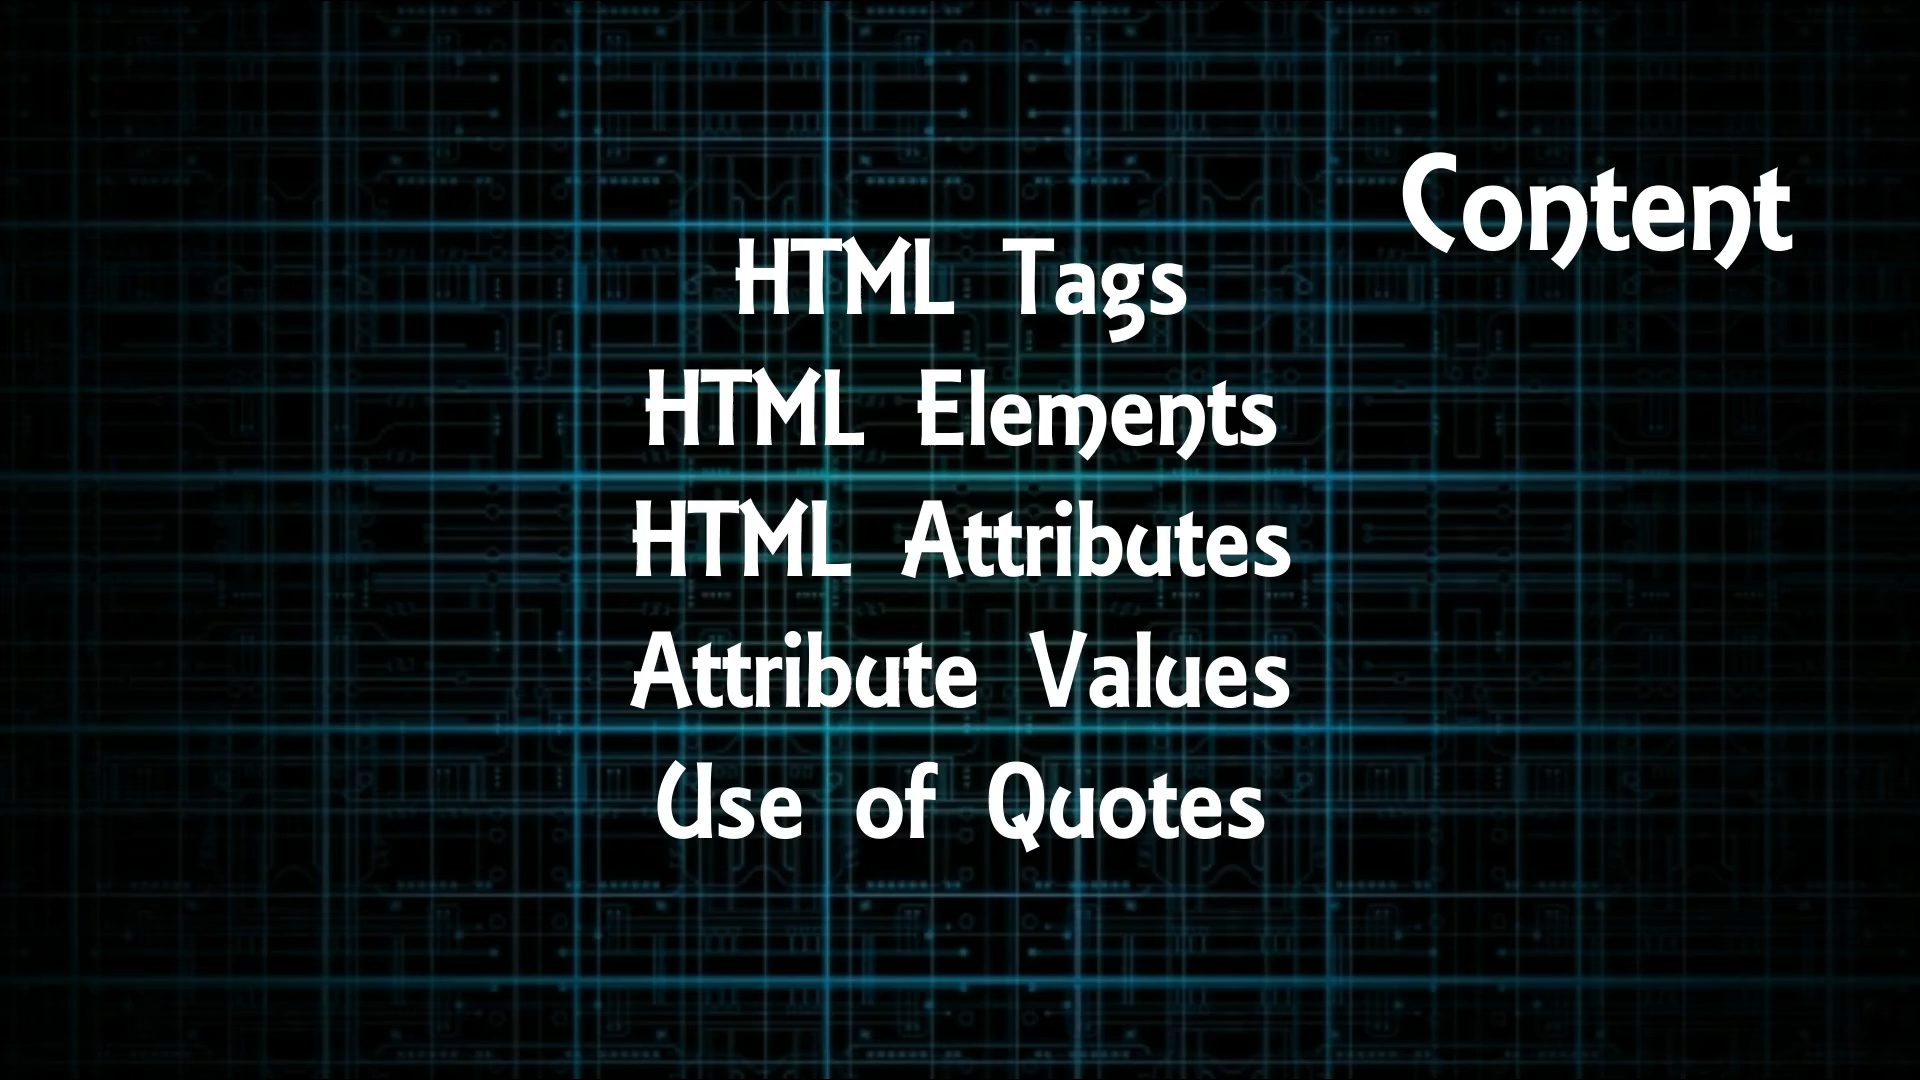 Content
HTML Tags
HTML Elements
HTML Attributes
Attribute Values
Use of Quotes